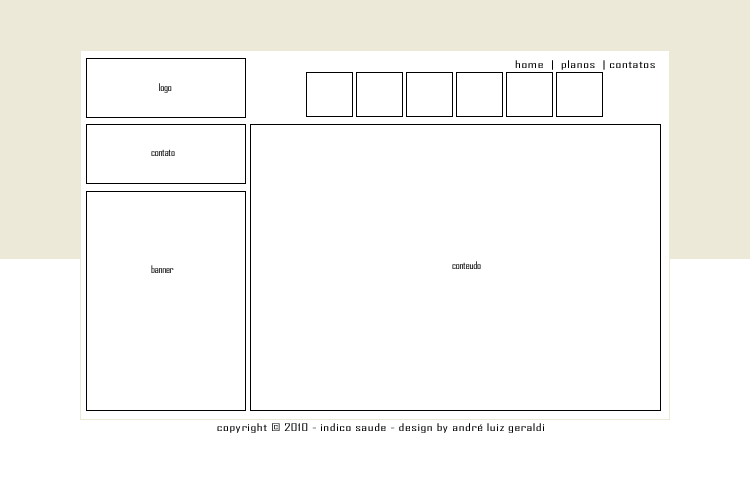 home | planos | contatos
logo
contato
banner
conteudo
copyright © 2010 - indico saude - design by andré luiz geraldi